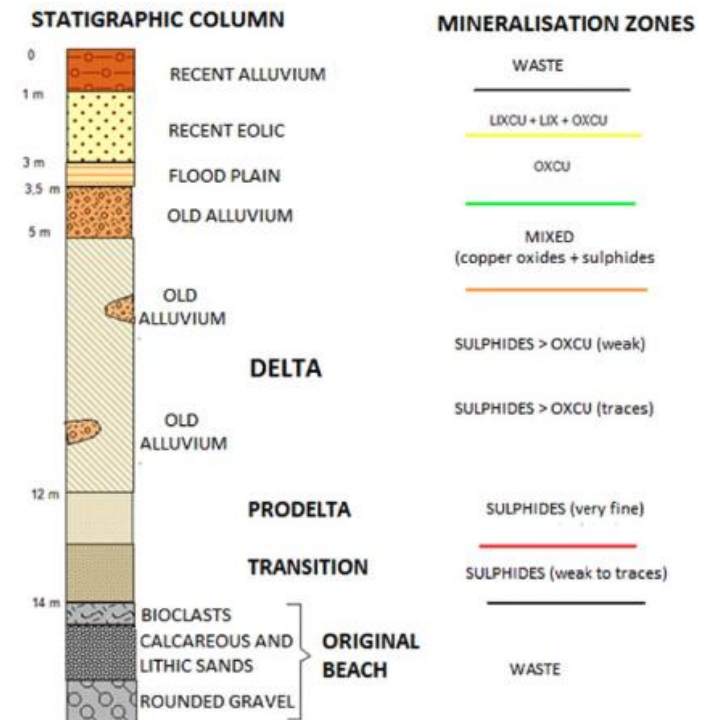 STATIGRAPHIC COLUMN
MINERALISATION ZONES
0
RECENT ALLUVIUM
WASTE
1 m
LIXCU + LIX + OXCU
RECENT EOLIC
3 m
FLOOD PLAIN
OXCU
3,5 m
OLD ALLUVIUM
5 m
MIXED
(copper oxides + sulphides
OLD
ALLUVIUM
SULPHIDES > OXCU (weak)
DELTA
SULPHIDES > OXCU (traces)
OLD
ALLUVIUM
12 m
PRODELTA
SULPHIDES (very fine)
TRANSITION
SULPHIDES (weak to traces)
14 m
BIOCLASTS
CALCAREOUS AND
LITHIC SANDS
ORIGINAL
BEACH
WASTE
ROUNDED GRAVEL